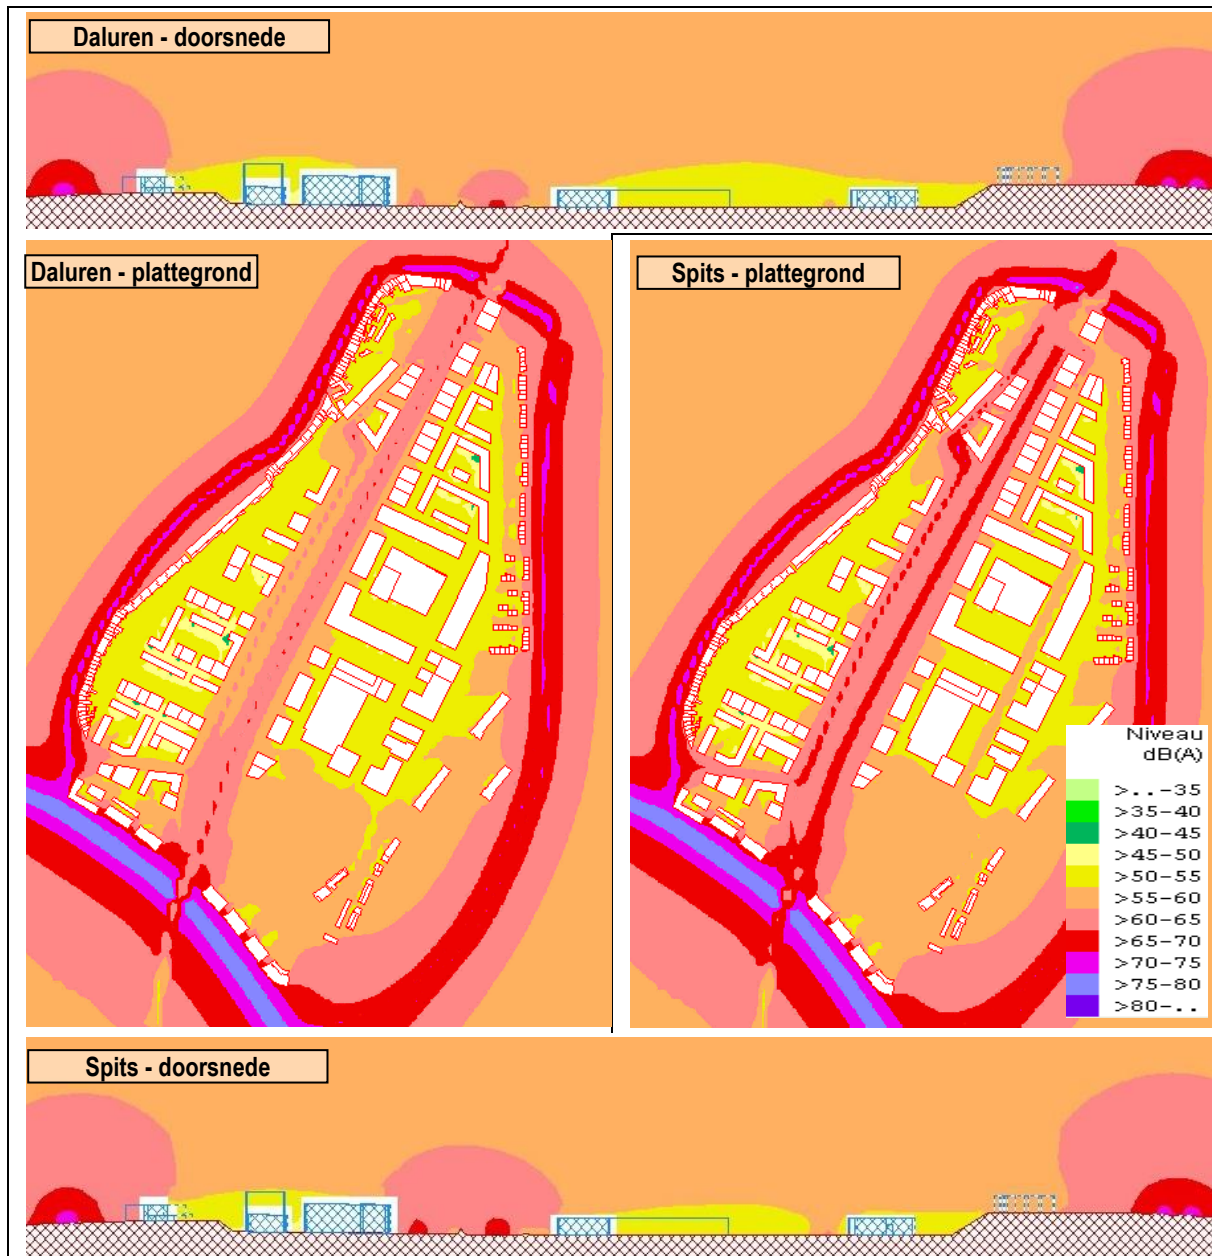 Daluren - doorsnede
Daluren - plattegrond
Spits - plattegrond
Niveau
dB(A)
>..-35
>35-40
>40-45
>45-50
>50-55
>55-60
>60-65
>65-70
>70-75
>75-80
>80-..
Spits - doorsnede